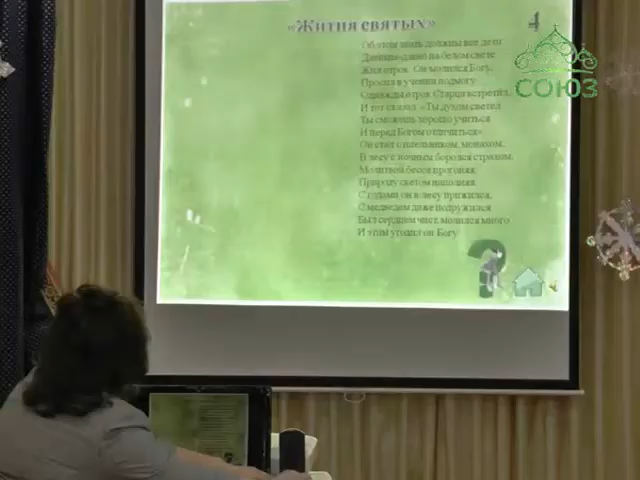 «Жития святых»
4
Об этом знать должны все дети
Давным-давно на белом свете
Жил отрок. Он молился Богу,
Просил в учении подмогу
Однажды отрок Старца встретил,
И тот сказал: «Ты духом светел
Ты сможешь хорошо учиться
И перед Богом отличиться»
Он стал отшельником, монахом,
В лесу с ночным боролся страхом,
Молитвой бесов прогонял,
Природу светом наполнял
С годами он в лесу прижился,
С медведем даже подружился
Был сердцем чист, молился много
И этим угодил он Богу
СОЮЗ